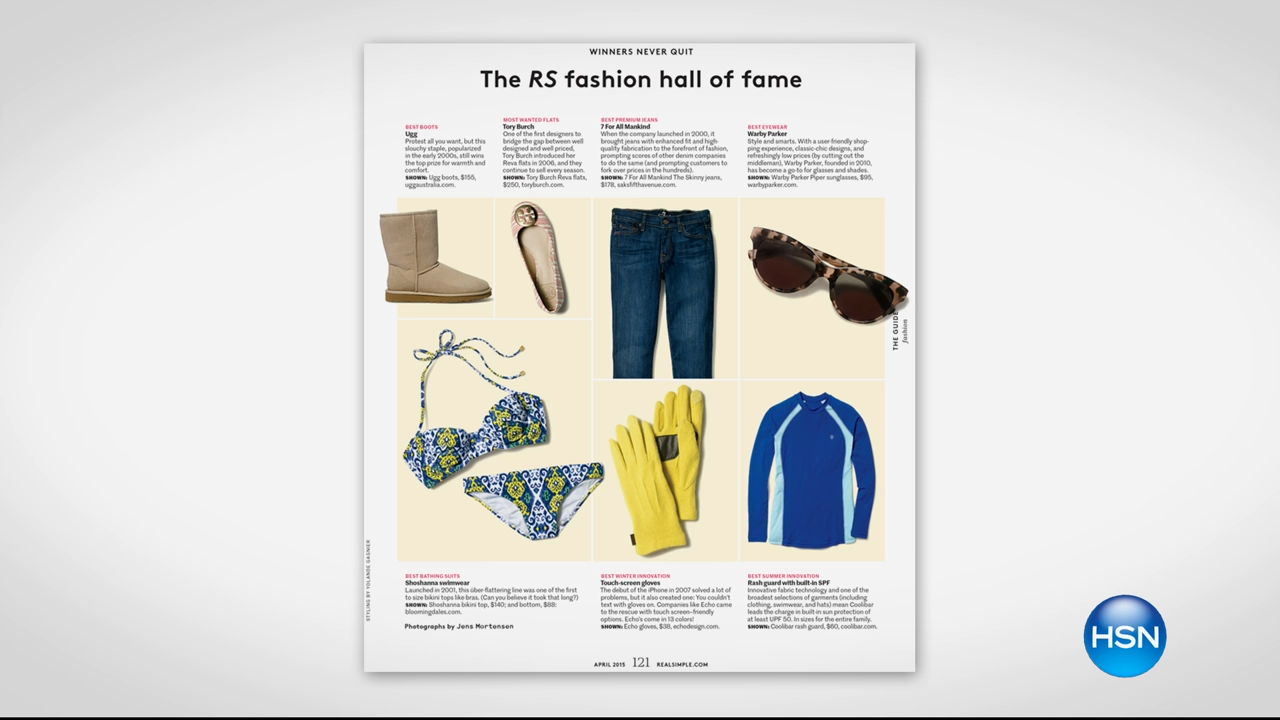 WINNERS NEVER QUIT
The RS fashion hall of fame
BEST BOOTS
Ugg
Protest all you want, but this
slouchy staple, popularized
in the early 2000s, still wins
the top prize for warmth and
comfort.
SHOWN: Ugg boots, $155,
uggaustralia.com.
MOST WANTED FLATS
Tory Burch
One of the first designers to
bridge the gap between well
designed and well priced,
Tory Burch introduced her
Reva flats in 2006, and they
continue to sell every season.
SHOWN: Tory Burch Reva flats,
$250, toryburch.com.
BEST PREMIUM JEANS
7 For All Mankind
When the company launched in 2000, it
brought jeans with enhanced fit and high-
quality fabrication to the forefront of fashion,
prompting scores of other denim companies
to do the same (and prompting customers to
fork over prices in the hundreds).
SHOWN: 7 For All Mankind The Skinny jeans,
$178, saksfifthavenue.com.
BEST EYEWEAR
Warby Parker
Style and smarts. With a user-friendly shop-
ping experience, classic-chic designs, and
refreshingly low prices (by cutting out the
middleman), Warby Parker, founded in 2010,
has become a go-to for glasses and shades.
SHOWN: Warby Parker Piper sunglasses, $95,
warbyparker.com.
THE GUIDE
fashion
STYLING BY YOLANDE GAGNIER
BEST BATHING SUITS
Shoshanna swimwear
Launched in 2001, this über-flattering line was one of the first
to size bikini tops like bras. (Can you believe it took that long?)
SHOWN: Shoshanna bikini top, $140; and bottom, $88;
bloomingdales.com.
Photographs by Jens Mortensen
BEST WINTER INNOVATION
Touch-screen gloves
The debut of the iPhone in 2007 solved a lot of
problems, but it also created one: You couldn't
text with gloves on. Companies like Echo came
to the rescue with touch screen–friendly
options. Echo's come in 13 colors!
SHOWN: Echo gloves, $38, echodesign.com.
BEST SUMMER INNOVATION
Rash guard with built-in SPF
Innovative fabric technology and one of the
broadest selections of garments (including
clothing, swimwear, and hats) mean Coolibar
leads the charge in built-in sun protection of
at least UPF 50. In sizes for the entire family.
SHOWN: Coolibar rash guard, $60, coolibar.com.
APRIL 2015 121 REALSIMPLE.COM
HSN